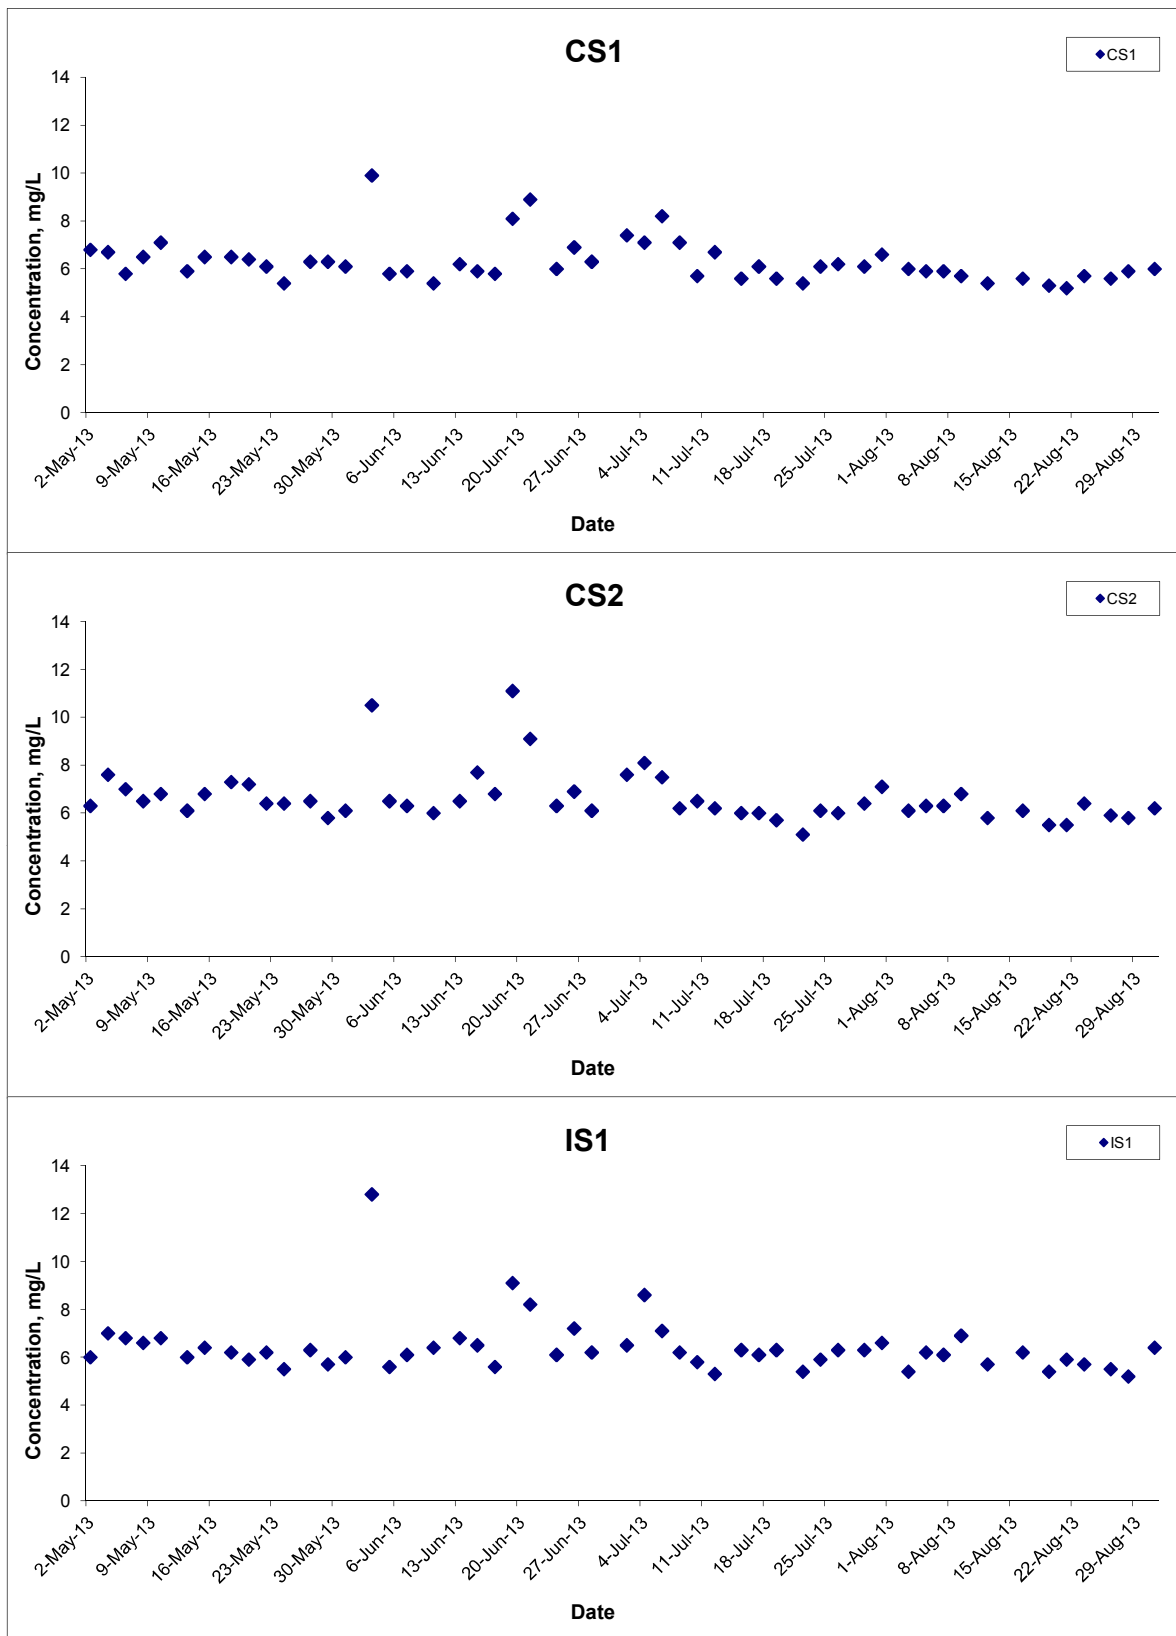 CS1
CS1
14
12
10
8
6
4
2
0
Concentration, mg/L
2-May-13
9-May-13
16-May-13
23-May-13
30-May-13
6-Jun-13
13-Jun-13
20-Jun-13
27-Jun-13
4-Jul-13
11-Jul-13
18-Jul-13
25-Jul-13
1-Aug-13
8-Aug-13
15-Aug-13
22-Aug-13
29-Aug-13
Date
CS2
CS2
14
12
10
8
6
4
2
0
Concentration, mg/L
2-May-13
9-May-13
16-May-13
23-May-13
30-May-13
6-Jun-13
13-Jun-13
20-Jun-13
27-Jun-13
4-Jul-13
11-Jul-13
18-Jul-13
25-Jul-13
1-Aug-13
8-Aug-13
15-Aug-13
22-Aug-13
29-Aug-13
Date
IS1
IS1
14
12
10
8
6
4
2
0
Concentration, mg/L
2-May-13
9-May-13
16-May-13
23-May-13
30-May-13
6-Jun-13
13-Jun-13
20-Jun-13
27-Jun-13
4-Jul-13
11-Jul-13
18-Jul-13
25-Jul-13
1-Aug-13
8-Aug-13
15-Aug-13
22-Aug-13
29-Aug-13
Date